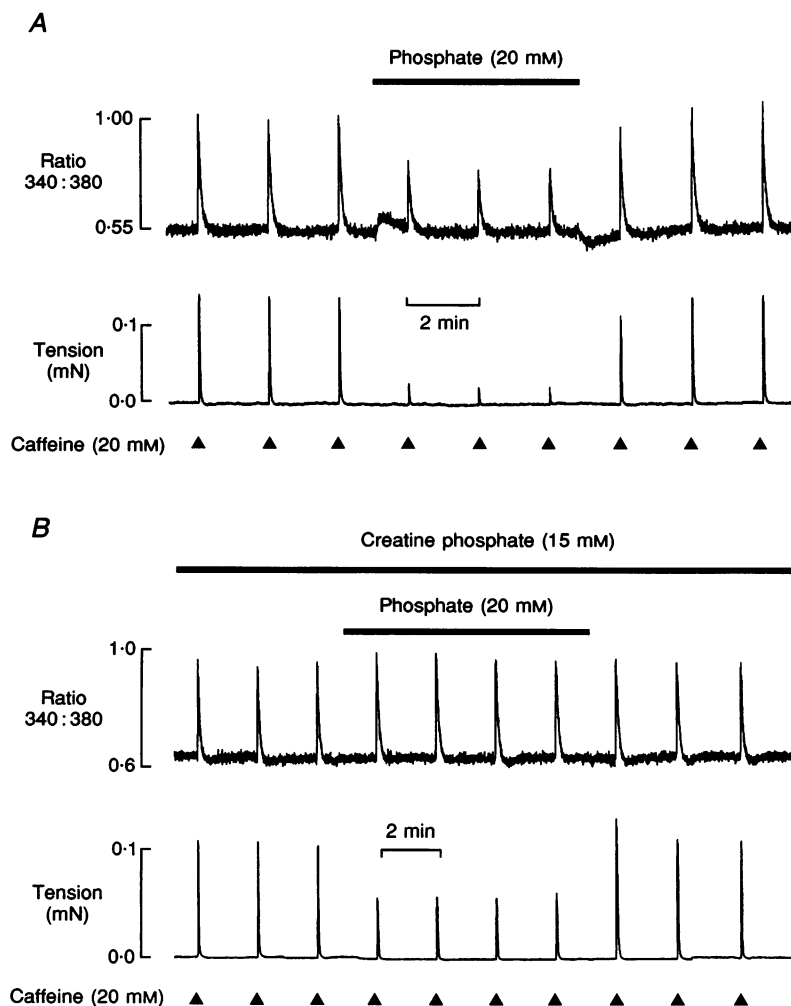 A
Phosphate (20 mM)
1·00
Ratio
340 : 380
0·55
2 min
0·1
Tension
(mN)
0·0
Caffeine (20 mM)
B
Creatine phosphate (15 mM)
Phosphate (20 mM)
1·0
Ratio
340 : 380
0·6
2 min
0·1
Tension
(mN)
0·0
Caffeine (20 mM)